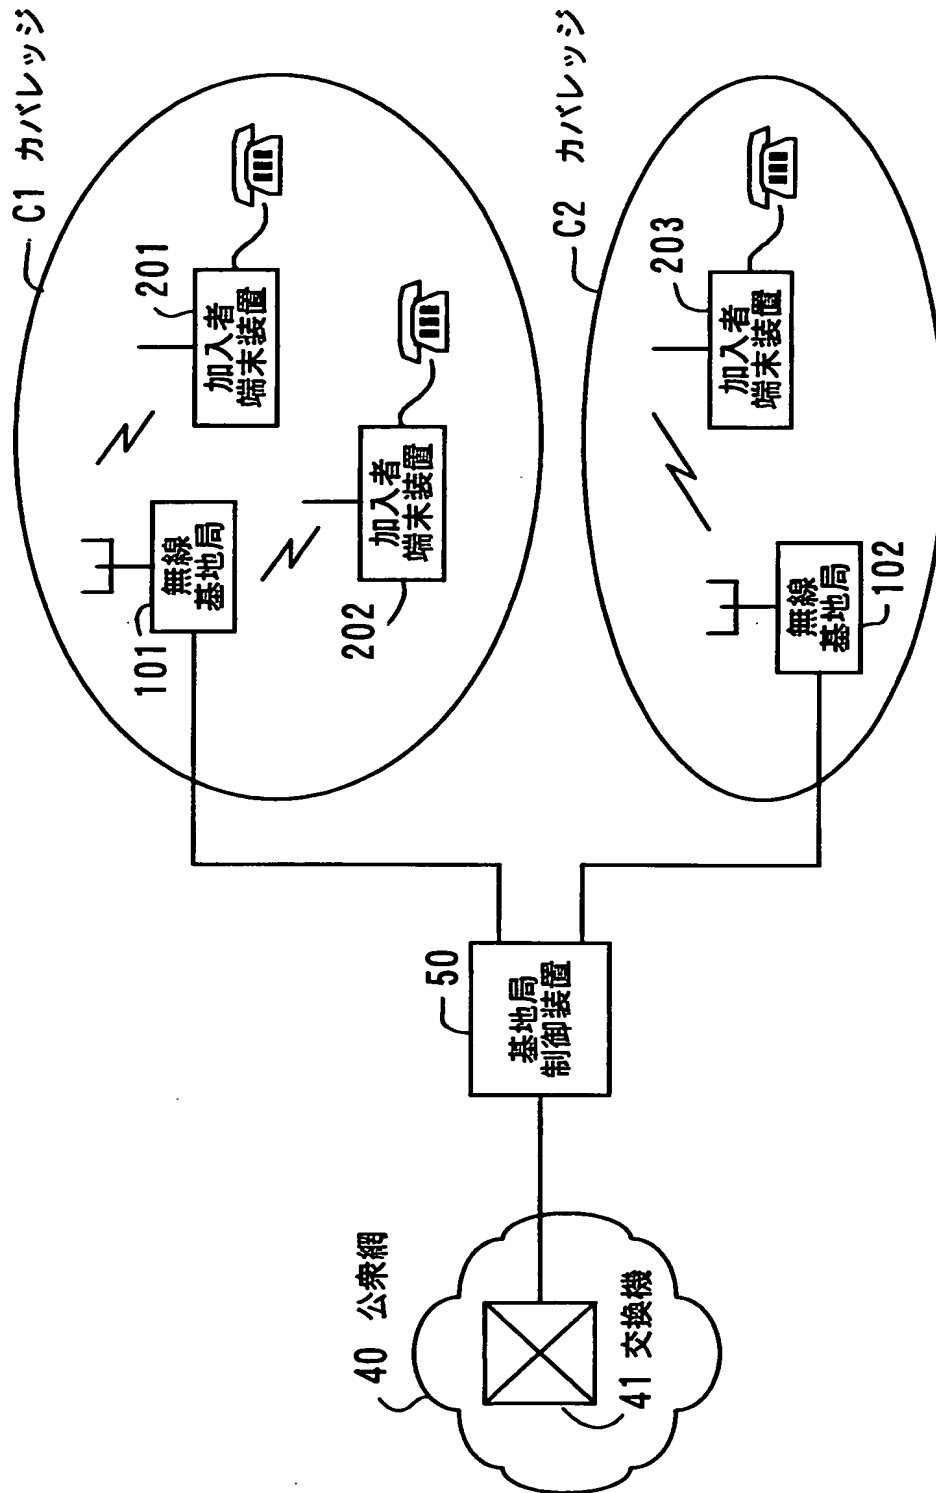 C1 カバレッジ
201
加入者
端末装置
101
無線
基地局
加入者
端末装置
202
C2 カバレッジ
203
加入者
端末装置
無線
基地局
102
50
基地局
制御装置
40 公衆網
41 交換機